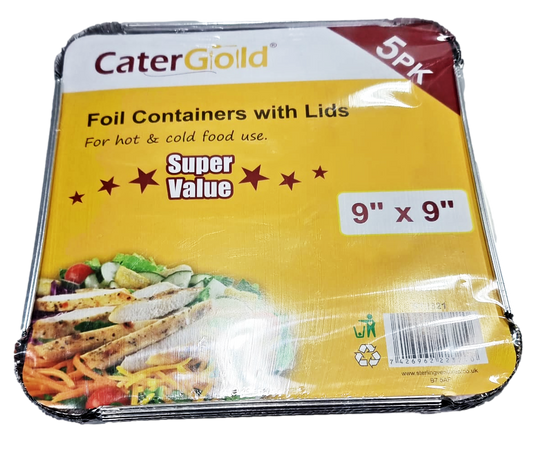 CaterGold®
5PK
Foil Containers with Lids
For hot & cold food use.
Super
Value
9" x 9"